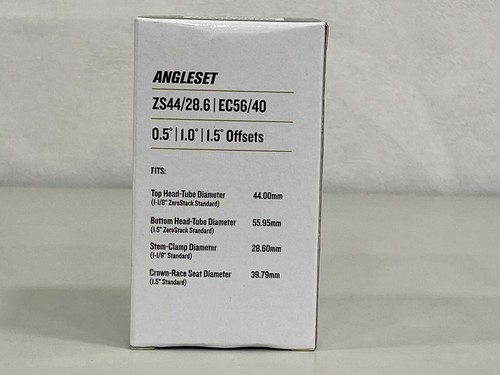 ANGLESET
ZS44/28.6 | EC56/40
0.5° | 1.0° | 1.5° Offsets
FITS:
Top Head-Tube Diameter 44.00mm
(1-1/8" ZeroStack Standard)
Bottom Head-Tube Diameter 55.95mm
(1.5" ZeroStack Standard)
Stem-Clamp Diameter 28.60mm
(1-1/8" Standard)
Crown-Race Seat Diameter 39.79mm
(1.5" Standard)